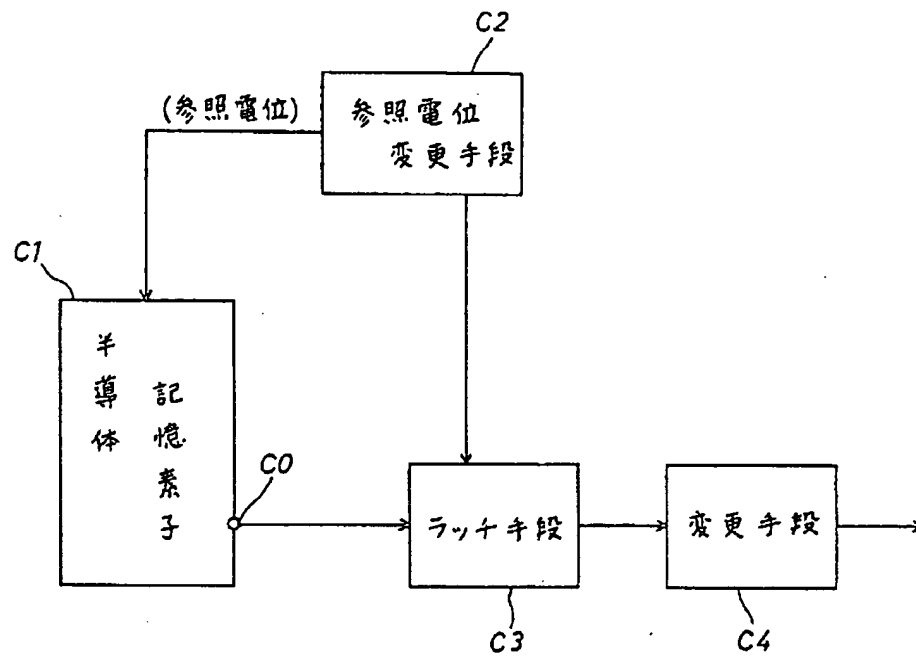 C2
(参照電位)
参照電位
変更手段
C1
半導体
記憶素子
C0
ラッチ手段
変更手段
C3
C4